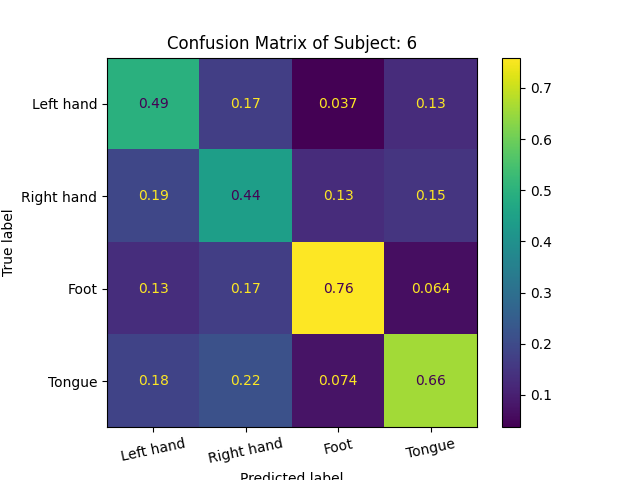 Confusion Matrix of Subject: 6
True label
Left hand 0.49 0.17 0.037 0.13
Right hand 0.19 0.44 0.13 0.15
Foot 0.13 0.17 0.76 0.064
Tongue 0.18 0.22 0.074 0.66
Left hand Right hand Foot Tongue
Predicted label
0.7
0.6
0.5
0.4
0.3
0.2
0.1